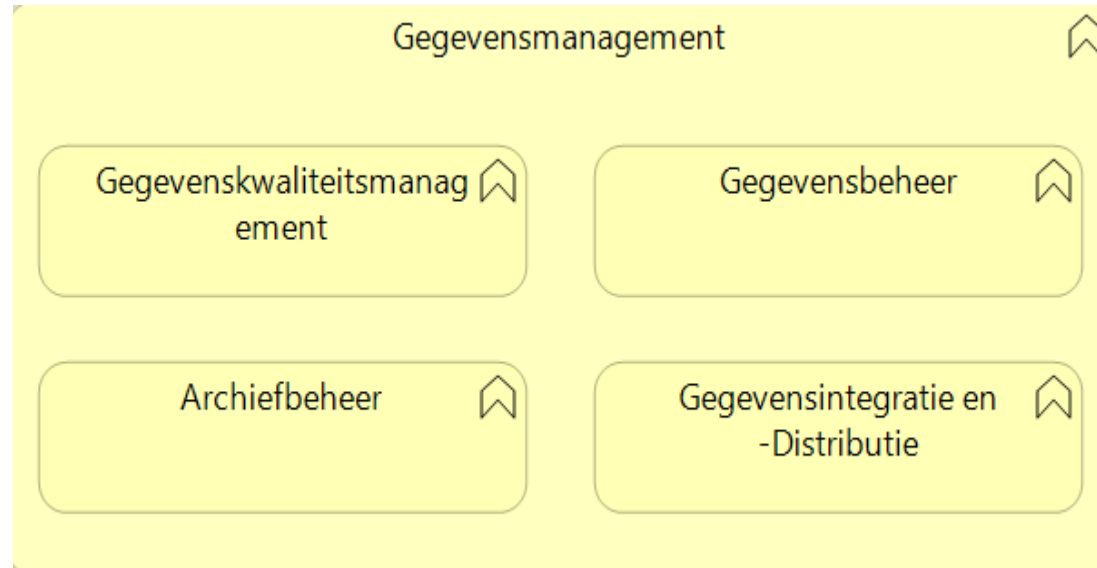 Gegevensmanagement
Gegevenskwaliteitsmanag
ement
Gegevensbeheer
Archiefbeheer
Gegevensintegratie en
-Distributie